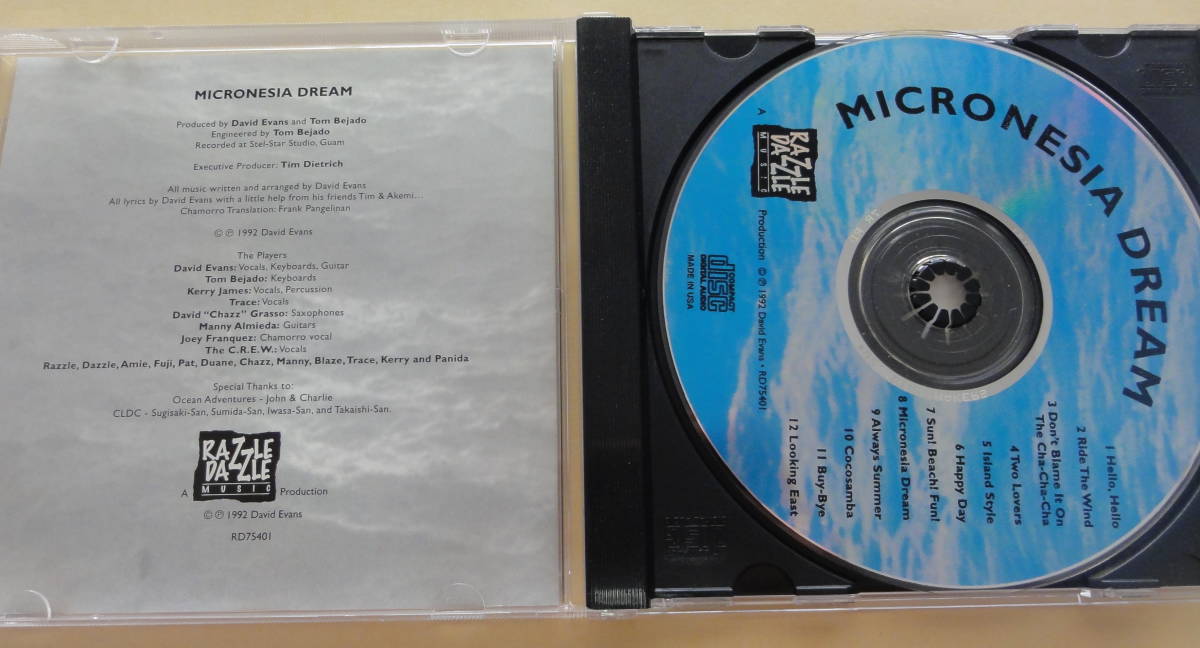 MICRONESIA DREAM
Produced by David Evans and Tom Bejado
Engineered by Tom Bejado
Recorded at Stel-Star Studio, Guam
Executive Producer: Tim Dietrich
All music written and arranged by David Evans
All lyrics by David Evans with a little help from his friends Tim & Akemi...
Chamorro Translation: Frank Pangelinan
© ℗ 1992 David Evans
The Players
David Evans: Vocals, Keyboards, Guitar
Tom Bejado: Keyboards
Kerry James: Vocals, Percussion
Trace: Vocals
David "Chazz" Grasso: Saxophones
Manny Almieda: Guitars
Joey Franquez: Chamorro vocal
The C.R.E.W.: Vocals
Razzle, Dazzle, Amie, Fuji, Pat, Duane, Chazz, Manny, Blaze, Trace, Kerry and Panida
Special Thanks to:
Ocean Adventures - John & Charlie
CLDC - Sugisaki-San, Sumida-San, Iwasa-San, and Takaishi-San.
RAZZLE
DAZZLE
MUSIC
A Production
© ℗ 1992 David Evans
RD75401
MICRONESIA DREAM
A
RAZZLE
DAZZLE
MUSIC
Production © ℗ 1992 David Evans • RD75401
COMPACT
disc
DIGITAL AUDIO
MADE IN USA
1 Hello, Hello
2 Ride The Wind
3 Don't Blame It On
The Cha-Cha-Cha
4 Two Lovers
5 Island Style
6 Happy Day
7 Sun! Beach! Fun!
8 Micronesia Dream
9 Always Summer
10 Cocosamba
11 Buy-Bye
12 Looking East